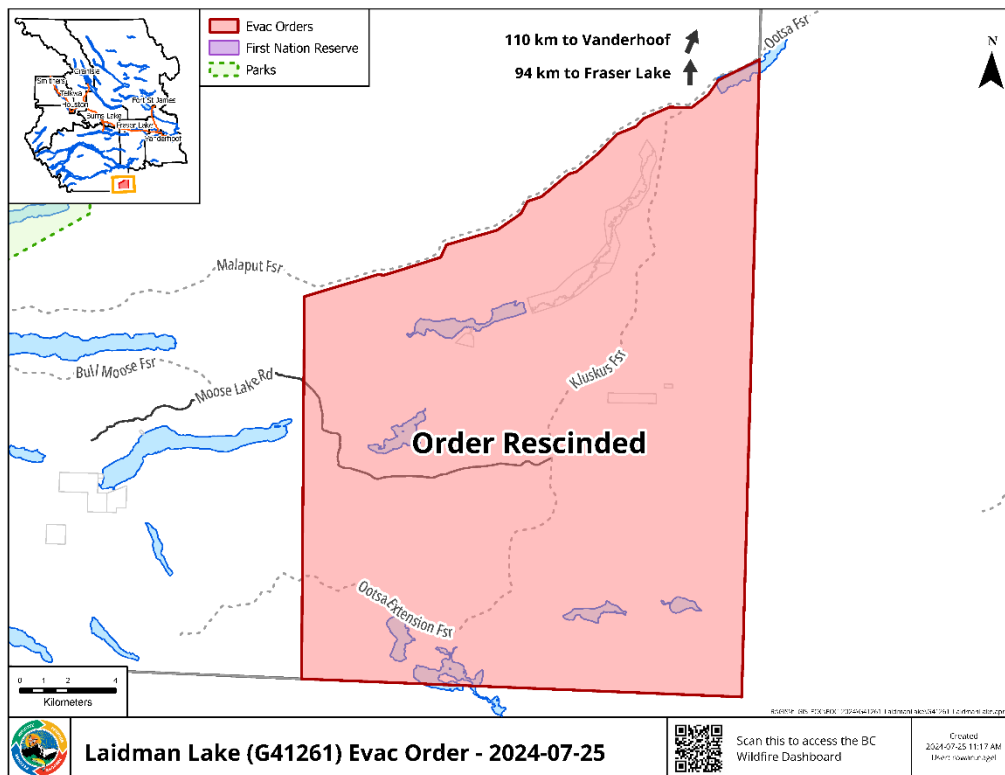 Evac Orders
First Nation Reserve
Parks
Granisle
Smithers
Telkwa
Houston
Burns Lake
Fort St James
Fraser Lake
Vanderhoof
110 km to Vanderhoof
94 km to Fraser Lake
N
Ootsa Fsr
Malaput Fsr
Kluskus Fsr
Bull Moose Fsr
Moose Lake Rd
Order Rescinded
Ootsa Extension Fsr
0 1 2 4
Kilometers
Laidman Lake (G41261) Evac Order - 2024-07-25
Scan this to access the BC
Wildfire Dashboard
Created
2024-07-25 11:17 AM